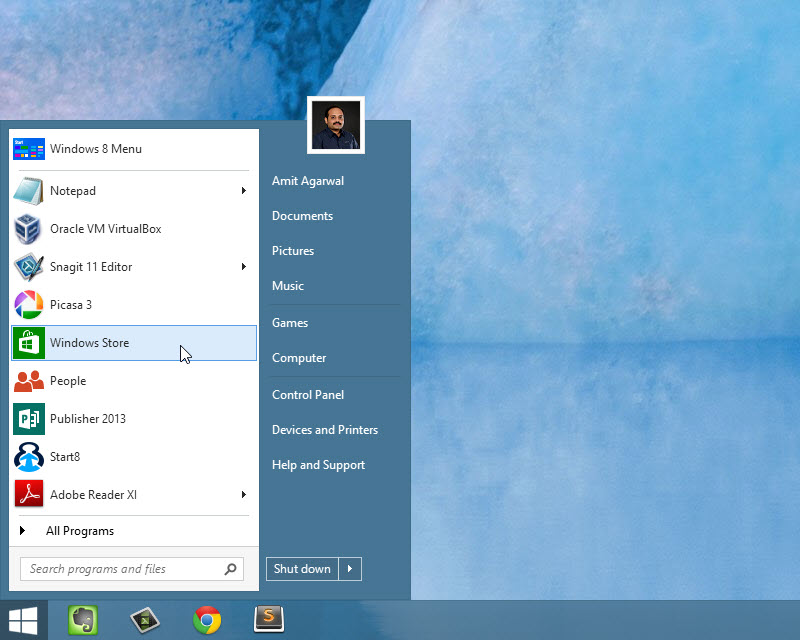 Windows 8 Menu
Notepad
Oracle VM VirtualBox
Snagit 11 Editor
Picasa 3
Windows Store
People
Publisher 2013
Start8
Adobe Reader XI
All Programs
Search programs and files
Amit Agarwal
Documents
Pictures
Music
Games
Computer
Control Panel
Devices and Printers
Help and Support
Shut down